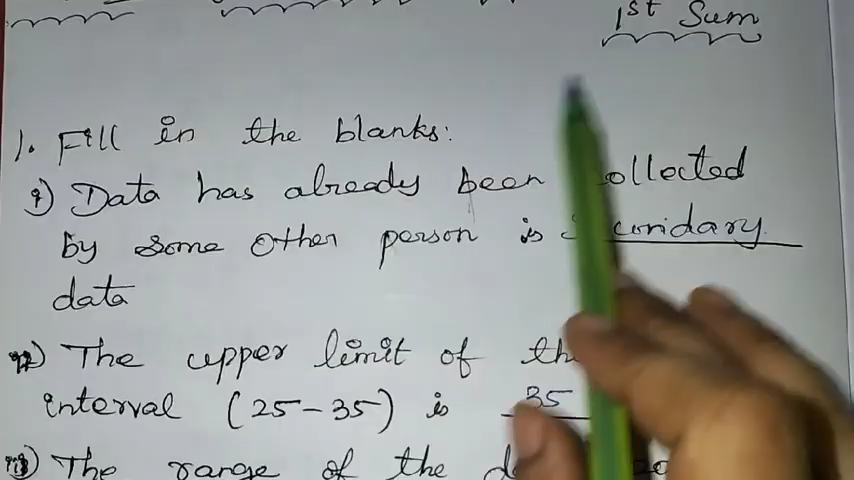 1st Sum
1. Fill in the blanks:
i) Data has already been collected
by some other person is secondary
data
ii) The upper limit of the
interval (25-35) is 35
iii) The range of the